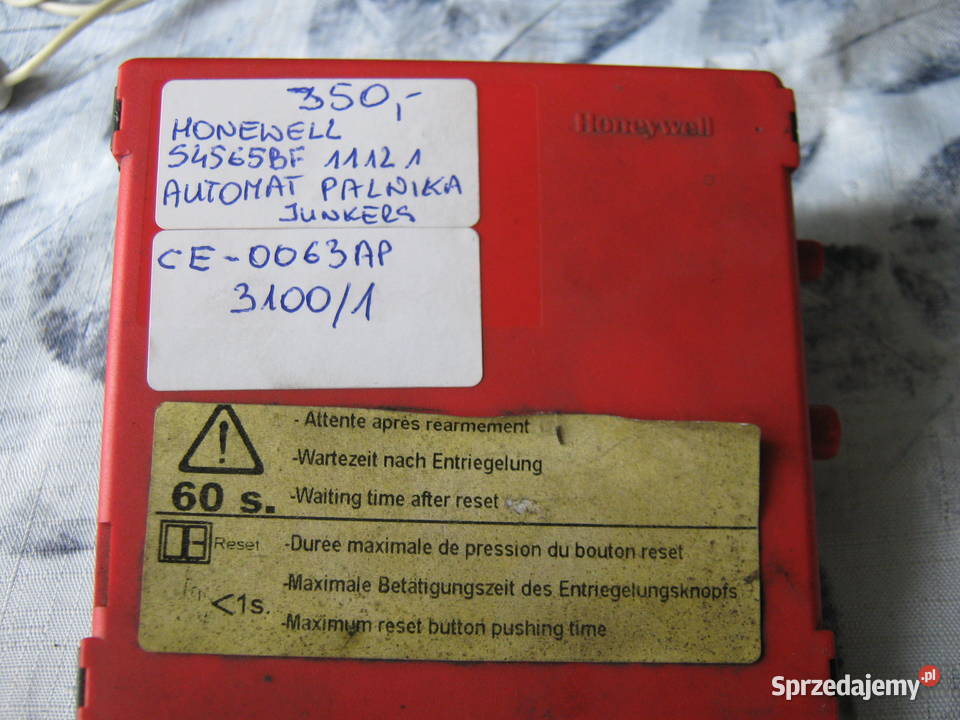 350,-
HONEWELL
S4565BF 1112 1
AUTOMAT PALNIKA
JUNKERS
Honeywell
CE-0063AP
3100/1
- Attente après rearmement
-Wartezeit nach Entriegelung
60 s. -Waiting time after reset
Reset -Durée maximale de pression du bouton reset
-Maximale Betätigungszeit des Entriegelungsknopfs
<1s.
-Maximum reset button pushing time
Sprzedajemy.pl